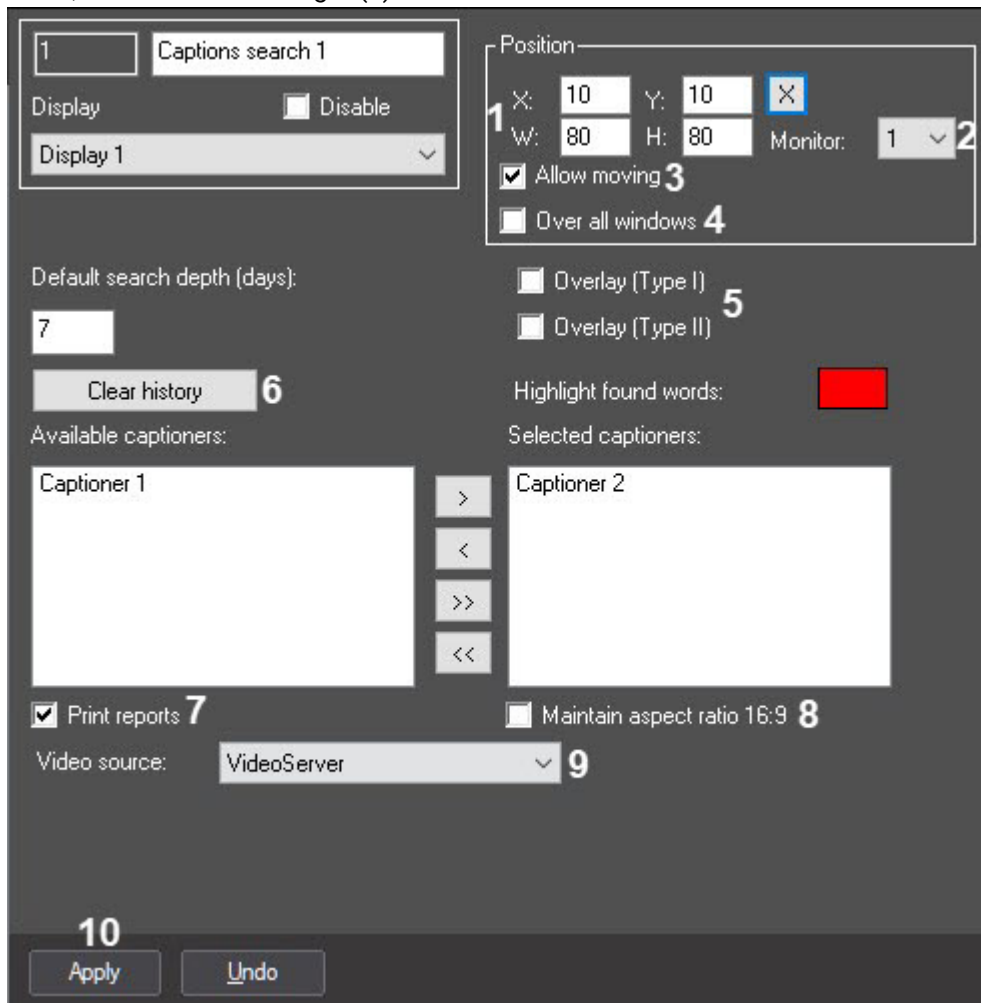 1 Captions search 1
Display Disable
Display 1
Position
1 X: 10 Y: 10 X
W: 80 H: 80 Monitor: 1 2
Allow moving 3
Over all windows 4
Default search depth (days):
7
Overlay (Type I)
Overlay (Type II) 5
Clear history 6
Highlight found words:
Available captioners:
Captioner 1
>
<
>>
<<
Selected captioners:
Captioner 2
Print reports 7
Maintain aspect ratio 16:9 8
Video source: VideoServer 9
10
Apply Undo